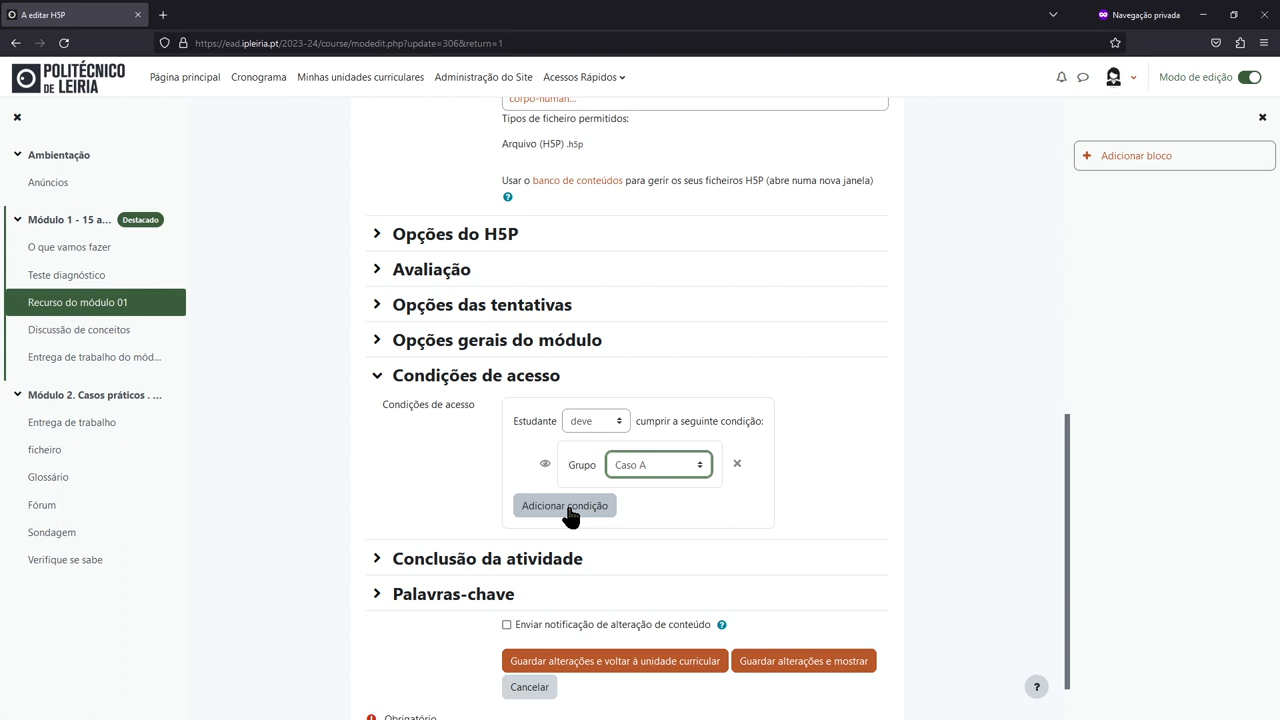 A editar H5P
Navegação privada
https://ead.ipleiria.pt/2023-24/course/modedit.php?update=306&return=1
POLITÉCNICO
DE LEIRIA
Página principal Cronograma Minhas unidades curriculares Administração do Site Acessos Rápidos
Modo de edição
Ambientação
Anúncios
Módulo 1 - 15 a... Destacado
O que vamos fazer
Teste diagnóstico
Recurso do módulo 01
Discussão de conceitos
Entrega de trabalho do mód...
Módulo 2. Casos práticos . ...
Entrega de trabalho
ficheiro
Glossário
Fórum
Sondagem
Verifique se sabe
corpo-human...
Tipos de ficheiro permitidos:
Arquivo (H5P) .h5p
Usar o banco de conteúdos para gerir os seus ficheiros H5P (abre numa nova janela)
?
Opções do H5P
Avaliação
Opções das tentativas
Opções gerais do módulo
Condições de acesso
Condições de acesso
Estudante deve cumprir a seguinte condição:
Grupo Caso A
Adicionar condição
Conclusão da atividade
Palavras-chave
Enviar notificação de alteração de conteúdo ?
Guardar alterações e voltar à unidade curricular Guardar alterações e mostrar
Cancelar
Obrigatório
+ Adicionar bloco
?